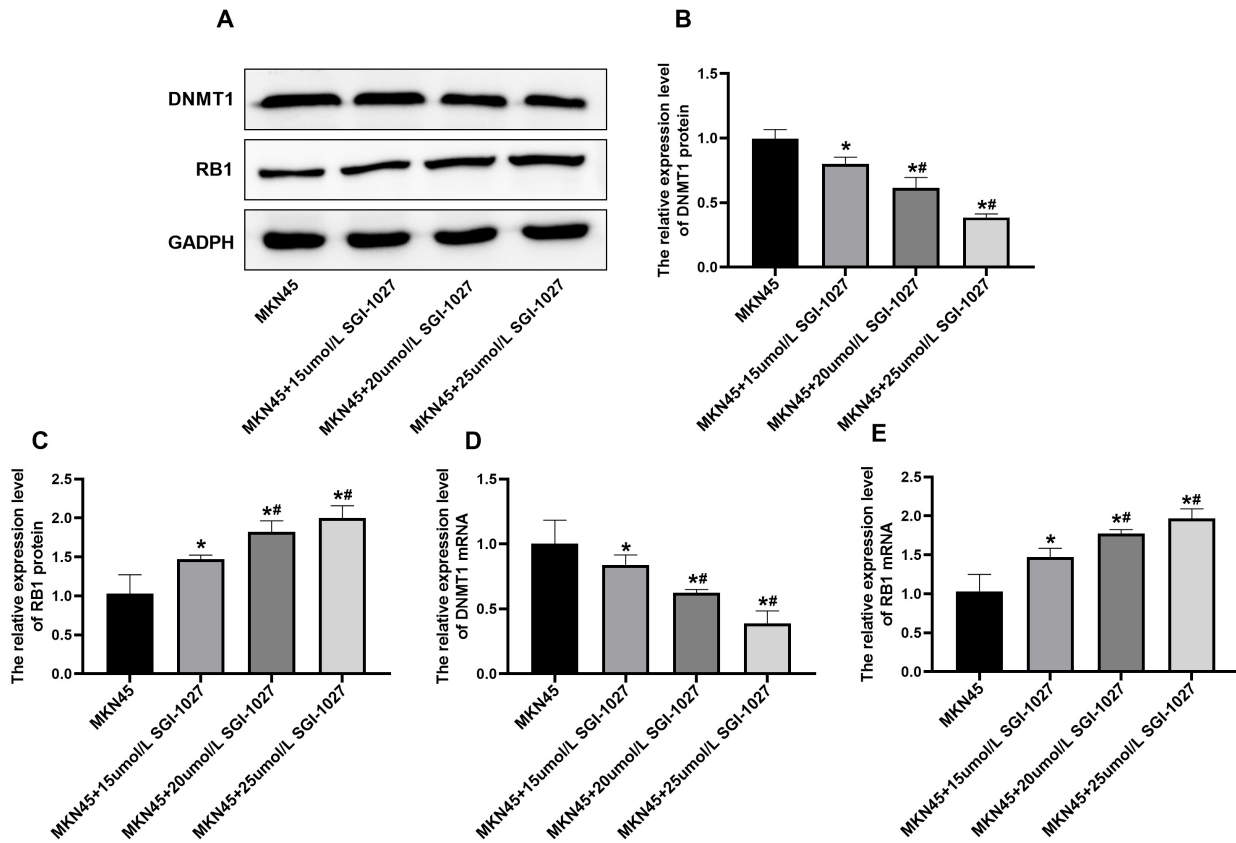 A
DNMT1
RB1
GADPH
MKN45
MKN45+15umol/L SGI-1027
MKN45+20umol/L SGI-1027
MKN45+25umol/L SGI-1027
B
The relative expression level
of DNMT1 protein
1.5
1.0
0.5
0.0
*
*#
*#
MKN45
MKN45+15umol/L SGI-1027
MKN45+20umol/L SGI-1027
MKN45+25umol/L SGI-1027
C
The relative expression level
of RB1 protein
2.5
2.0
1.5
1.0
0.5
0.0
*
*#
*#
MKN45
MKN45+15umol/L SGI-1027
MKN45+20umol/L SGI-1027
MKN45+25umol/L SGI-1027
D
The relative expression level
of DNMT1 mRNA
1.5
1.0
0.5
0.0
*
*#
*#
MKN45
MKN45+15umol/L SGI-1027
MKN45+20umol/L SGI-1027
MKN45+25umol/L SGI-1027
E
The relative expression level
of RB1 mRNA
2.5
2.0
1.5
1.0
0.5
0.0
*
*#
*#
MKN45
MKN45+15umol/L SGI-1027
MKN45+20umol/L SGI-1027
MKN45+25umol/L SGI-1027